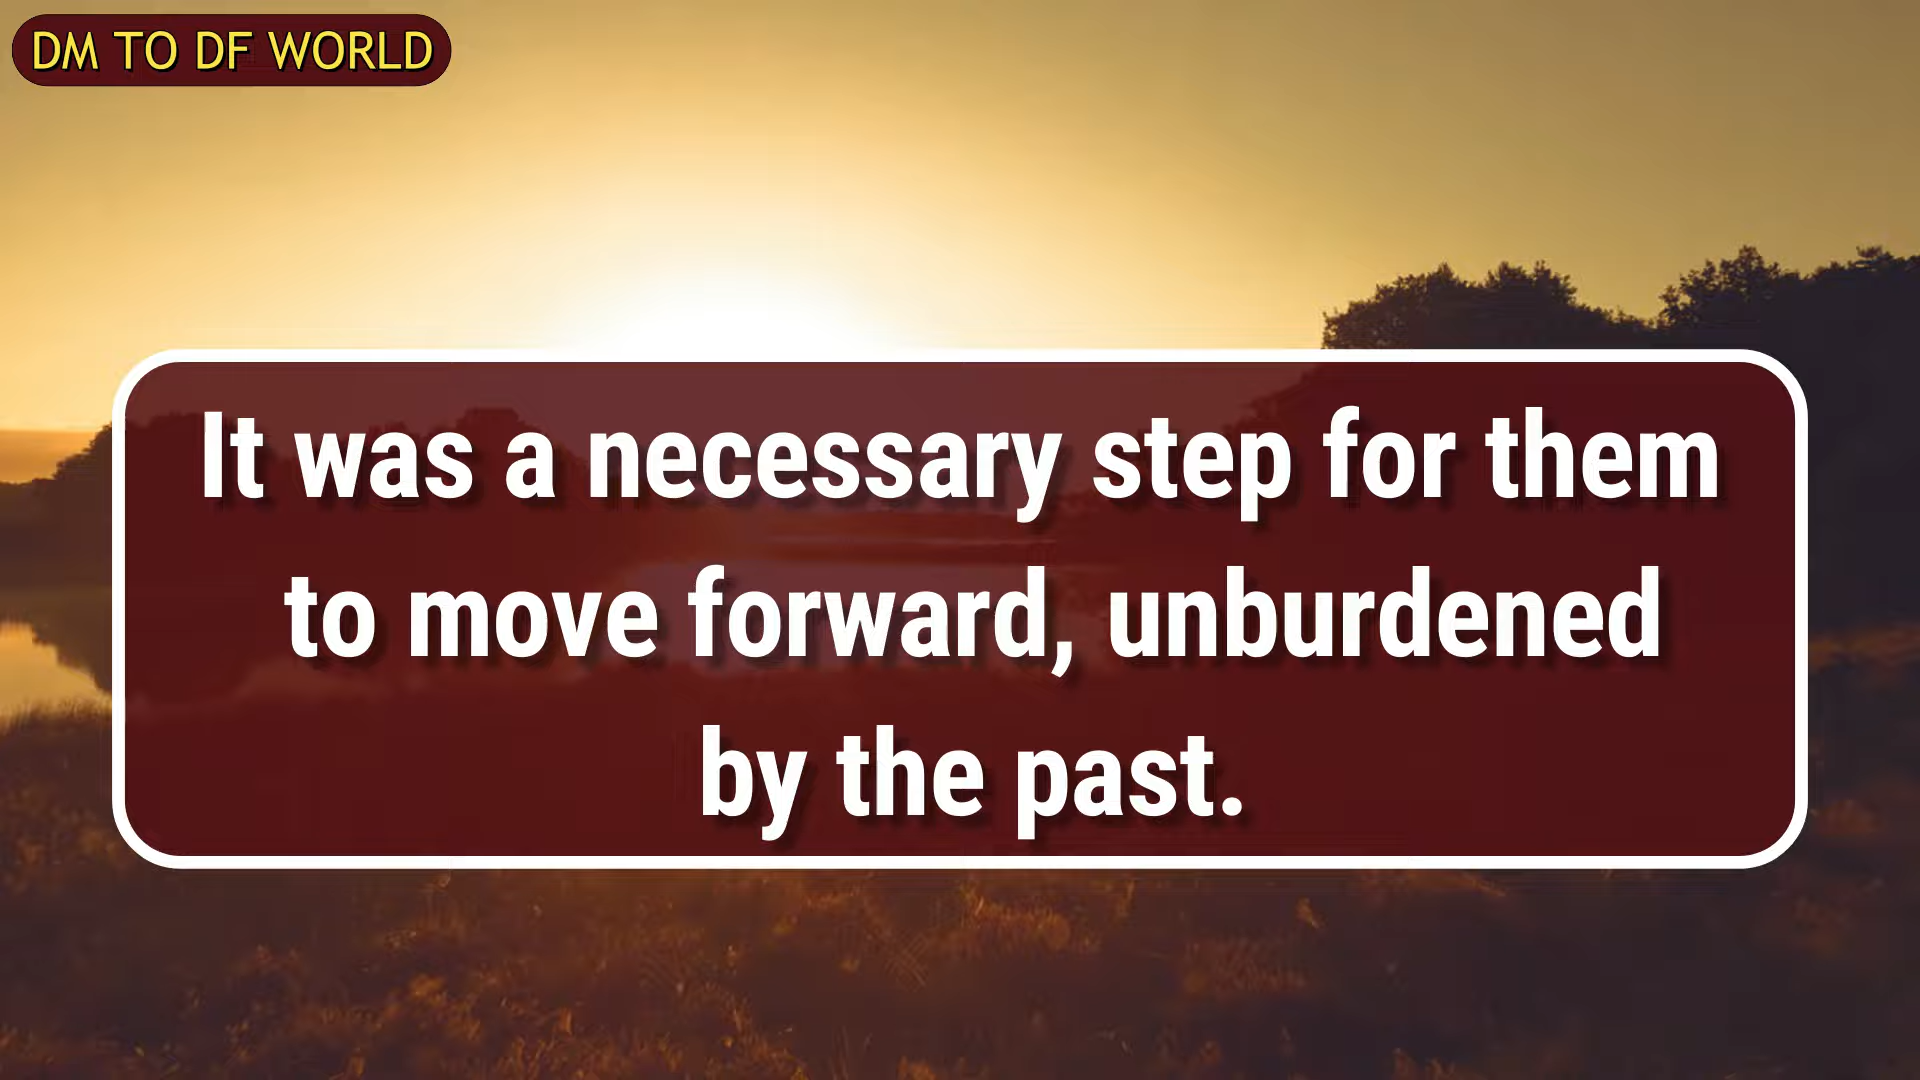 DM TO DF WORLD
It was a necessary step for them
to move forward, unburdened
by the past.